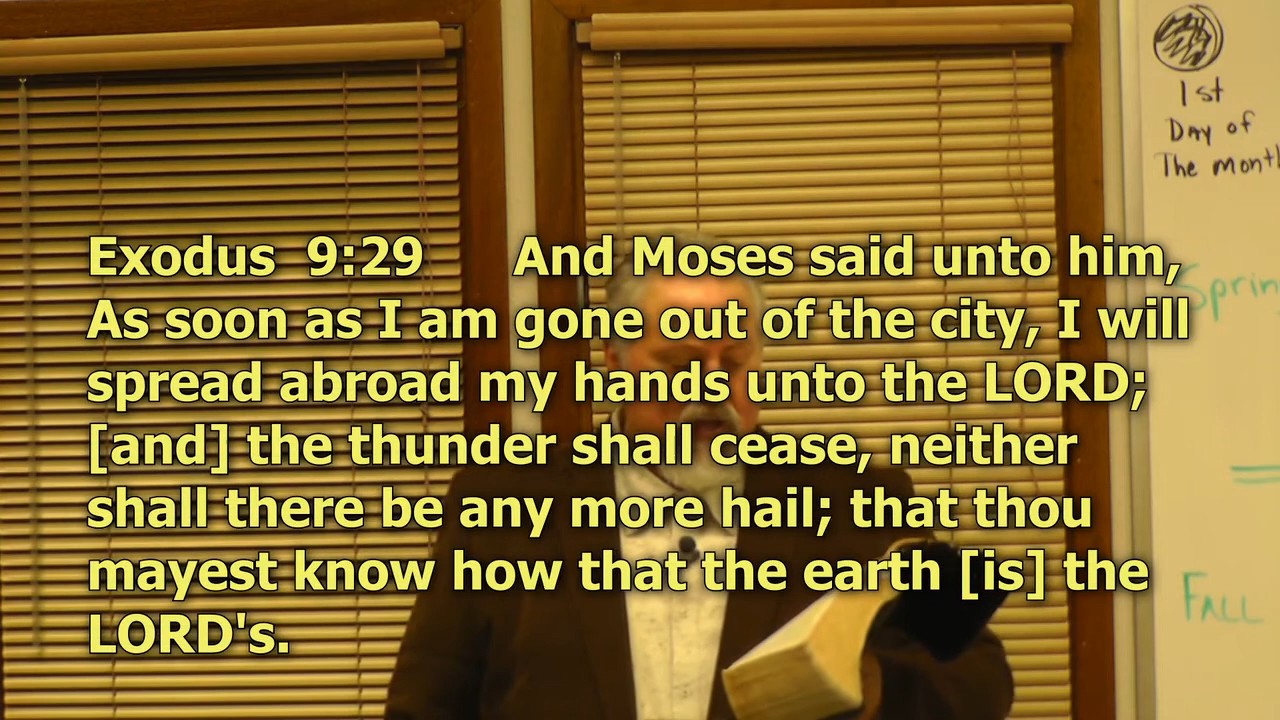 1st
Day of
The month
Exodus 9:29 And Moses said unto him,
As soon as I am gone out of the city, I will
spread abroad my hands unto the LORD;
[and] the thunder shall cease, neither
shall there be any more hail; that thou
mayest know how that the earth [is] the
LORD's.
Sprin
FALL